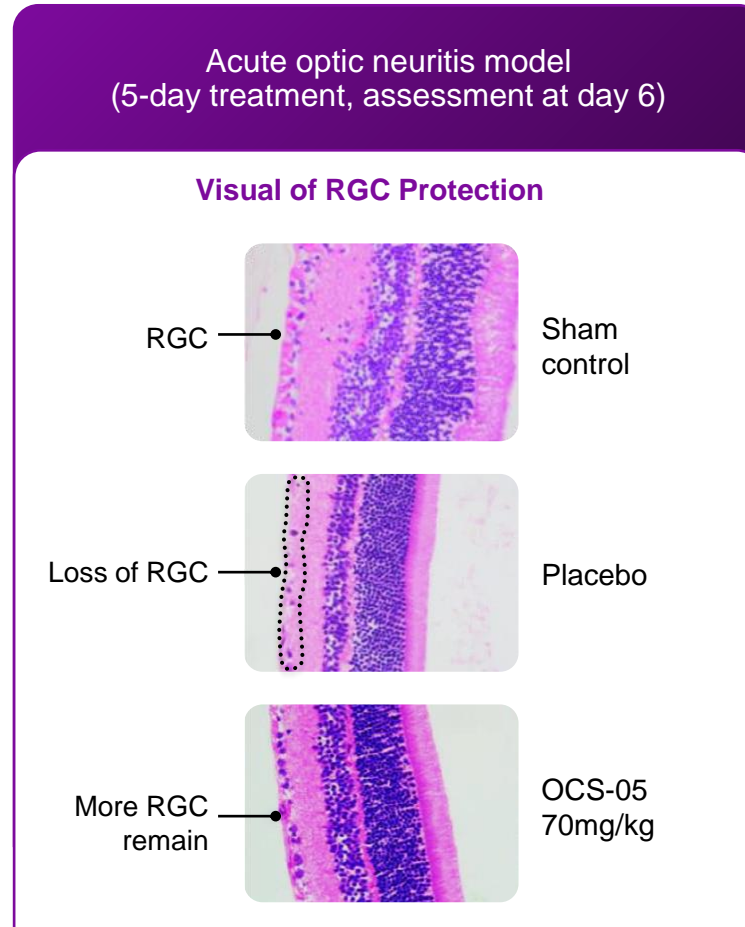 Acute optic neuritis model
(5-day treatment, assessment at day 6)
Visual of RGC Protection
RGC
Sham
control
Loss of RGC
Placebo
More RGC
remain
OCS-05
70mg/kg